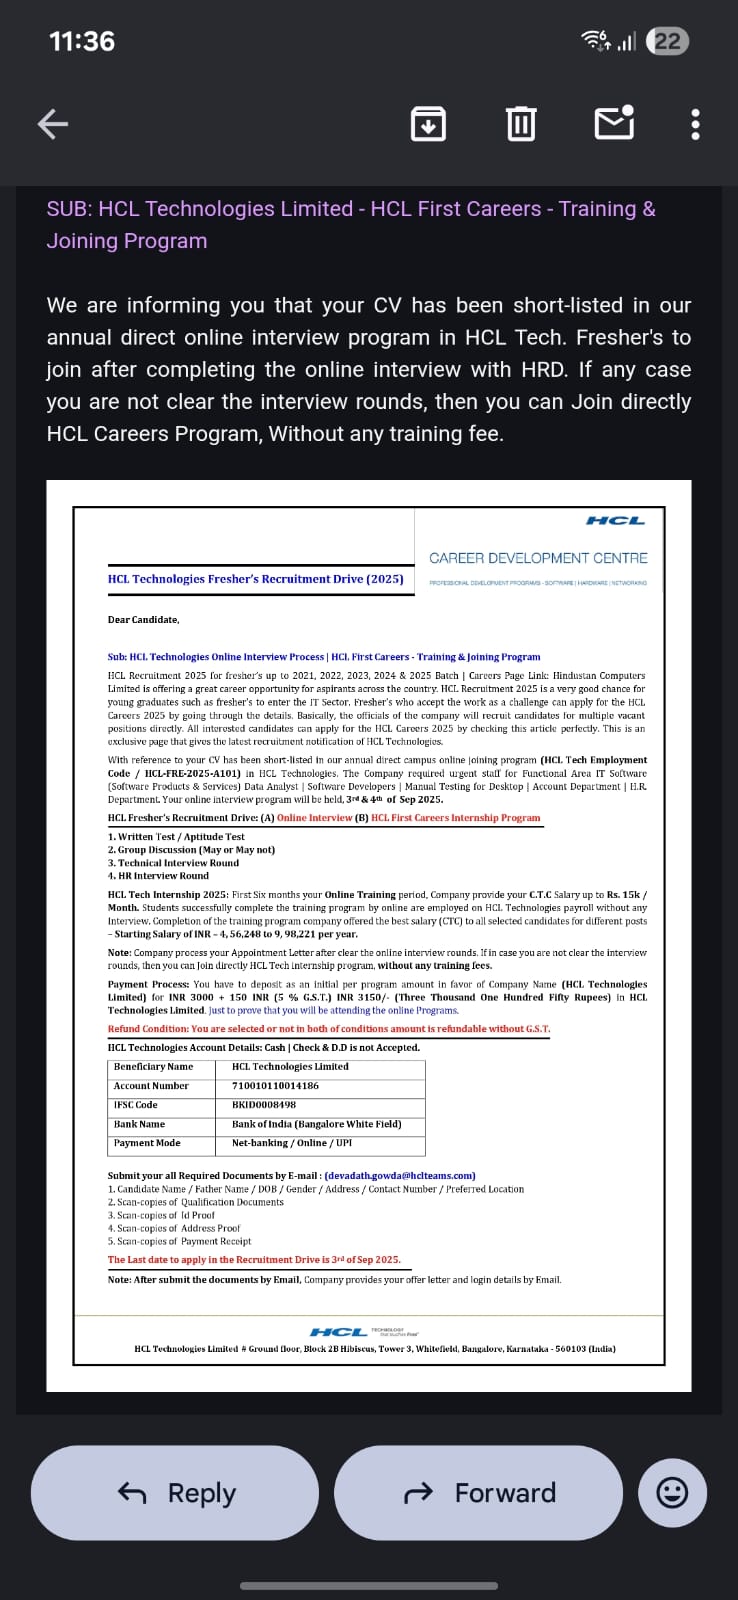 11:36
22
SUB: HCL Technologies Limited - HCL First Careers - Training &
Joining Program
We are informing you that your CV has been short-listed in our
annual direct online interview program in HCL Tech. Fresher's to
join after completing the online interview with HRD. If any case
you are not clear the interview rounds, then you can Join directly
HCL Careers Program, Without any training fee.
HCL
CAREER DEVELOPMENT CENTRE
HCL Technologies Fresher's Recruitment Drive (2025)
PROFESSIONAL DEVELOPMENT PROGRAMS - SOFTWARE | HARDWARE | NETWORKING
Dear Candidate,
Sub: HCL Technologies Online Interview Process | HCL First Careers - Training & Joining Program
HCL Recruitment 2025 for fresher's up to 2021, 2022, 2023, 2024 & 2025 Batch | Careers Page Link: Hindustan Computers
Limited is offering a great career opportunity for aspirants across the country. HCL Recruitment 2025 is a very good chance for
young graduates such as fresher's to enter the IT Sector. Fresher's who accept the work as a challenge can apply for the HCL
Careers 2025 by going through the details. Basically, the officials of the company will recruit candidates for multiple vacant
positions directly. All interested candidates can apply for the HCL Careers 2025 by checking this article perfectly. This is an
exclusive page that gives the latest recruitment notification of HCL Technologies.
With reference to your CV has been short-listed in our annual direct campus online joining program (HCL Tech Employment
Code / HCL-FRE-2025-A101) in HCL Technologies. The Company required urgent staff for Functional Area IT Software
(Software Products & Services) Data Analyst | Software Developers | Manual Testing for Desktop | Account Department | H.R.
Department. Your online interview program will be held, 3rd & 4th of Sep 2025.
HCL Fresher's Recruitment Drive: (A) Online Interview (B) HCL First Careers Internship Program
1. Written Test / Aptitude Test
2. Group Discussion (May or May not)
3. Technical Interview Round
4. HR Interview Round
HCL Tech Internship 2025: First Six months your Online Training period, Company provide your C.T.C Salary up to Rs. 15k /
Month. Students successfully complete the training program by online are employed on HCL Technologies payroll without any
Interview. Completion of the training program company offered the best salary (CTC) to all selected candidates for different posts
– Starting Salary of INR – 4, 56,248 to 9, 98,221 per year.
Note: Company process your Appointment Letter after clear the online interview rounds. If in case you are not clear the interview
rounds, then you can Join directly HCL Tech internship program, without any training fees.
Payment Process: You have to deposit as an initial per program amount in favor of Company Name (HCL Technologies
Limited) for INR 3000 + 150 INR (5 % G.S.T.) INR 3150/- (Three Thousand One Hundred Fifty Rupees) in HCL
Technologies Limited. Just to prove that you will be attending the online Programs.
Refund Condition: You are selected or not in both of conditions amount is refundable without G.S.T.
HCL Technologies Account Details: Cash | Check & D.D is not Accepted.
Beneficiary Name HCL Technologies Limited
Account Number 710010110014186
IFSC Code BKID0008498
Bank Name Bank of India (Bangalore White Field)
Payment Mode Net-banking / Online / UPI
Submit your all Required Documents by E-mail : (devadath.gowda@hclteams.com)
1. Candidate Name / Father Name / DOB / Gender / Address / Contact Number / Preferred Location
2. Scan-copies of Qualification Documents
3. Scan-copies of Id Proof
4. Scan-copies of Address Proof
5. Scan-copies of Payment Receipt
The Last date to apply in the Recruitment Drive is 3rd of Sep 2025.
Note: After submit the documents by Email, Company provides your offer letter and login details by Email.
HCL
HCL Technologies Limited # Ground floor, Block 2B Hibiscus, Tower 3, Whitefield, Bangalore, Karnataka - 560103 (India)
Reply
Forward